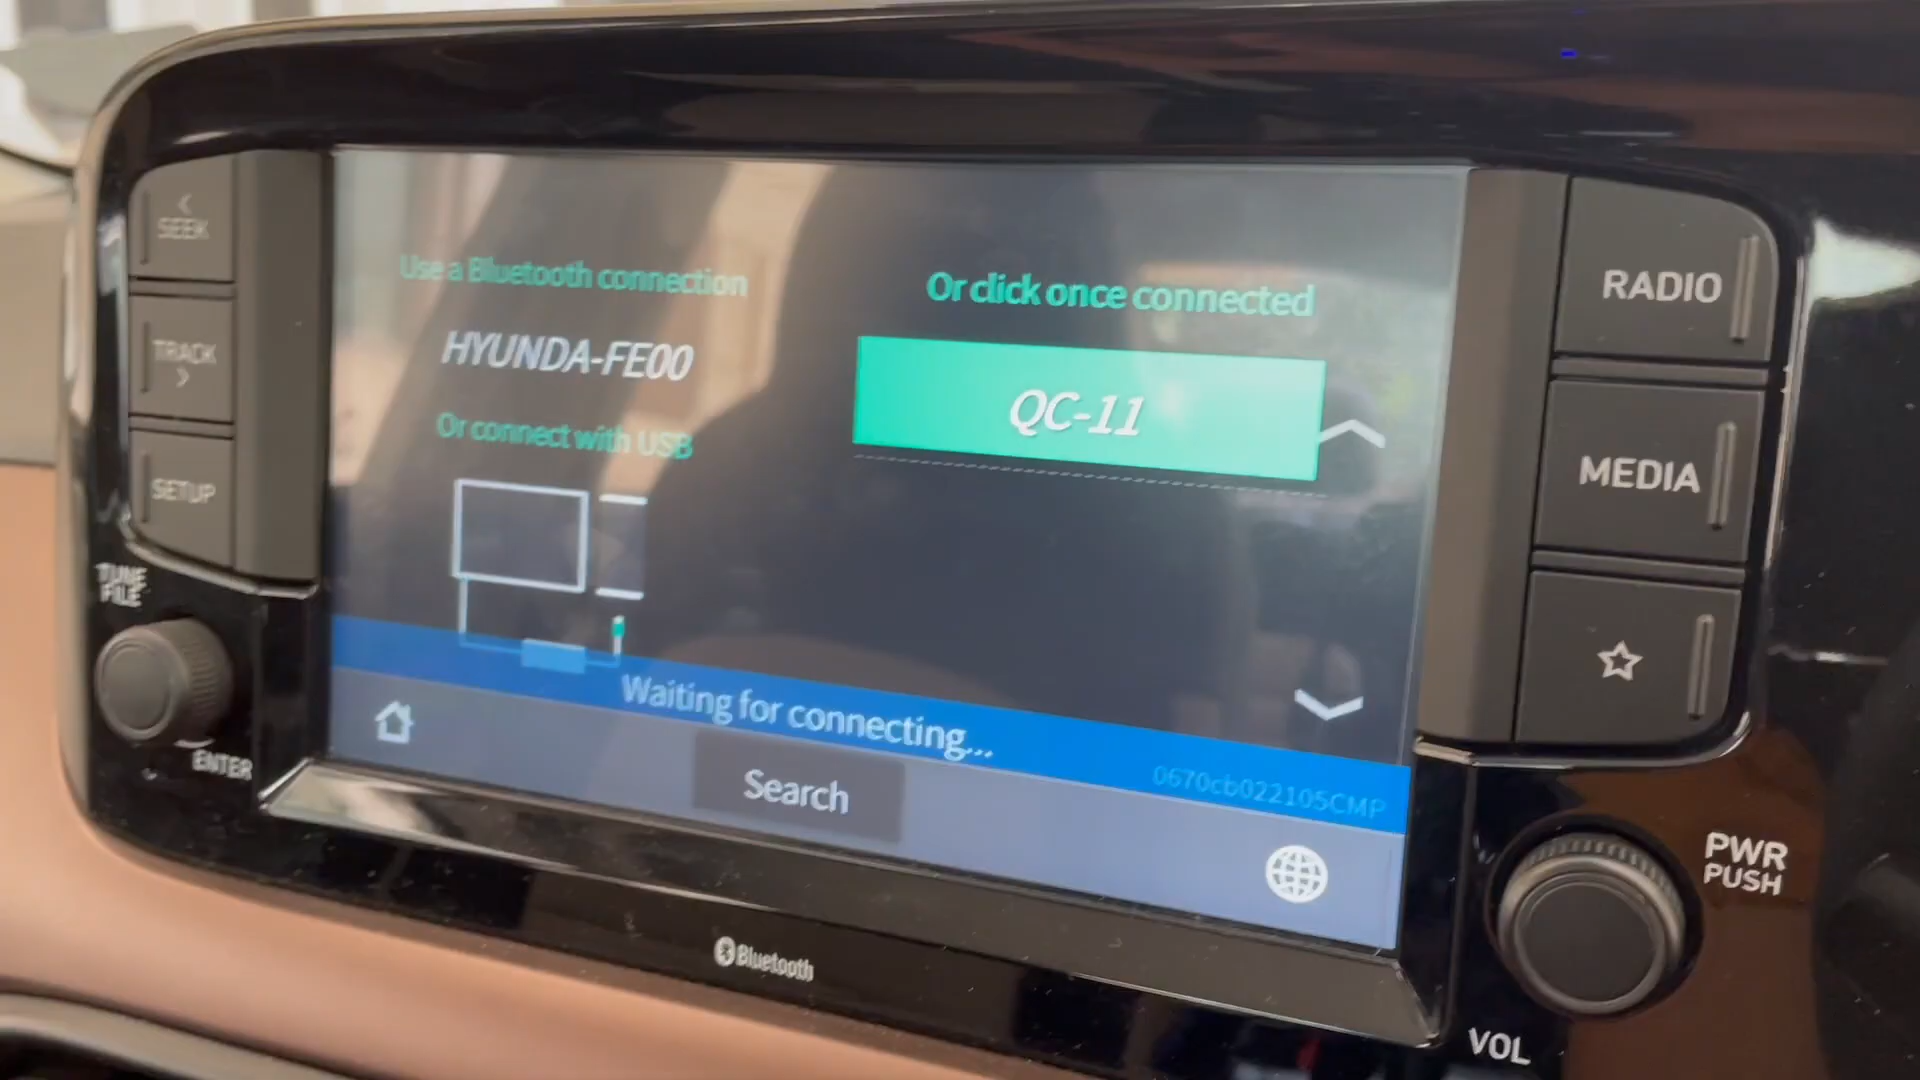 SEEK
TRACK
SETUP
TUNE
FILE
ENTER
Use a Bluetooth connection
HYUNDA-FE00
Or connect with USB
Or click once connected
QC-11
Waiting for connecting...
0670cb022105CMP
Search
Bluetooth
RADIO
MEDIA
PWR
PUSH
VOL